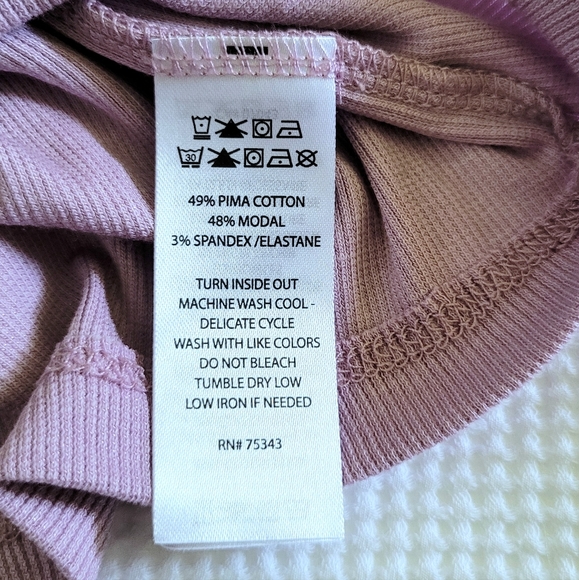 30
49% PIMA COTTON
48% MODAL
3% SPANDEX /ELASTANE
TURN INSIDE OUT
MACHINE WASH COOL -
DELICATE CYCLE
WASH WITH LIKE COLORS
DO NOT BLEACH
TUMBLE DRY LOW
LOW IRON IF NEEDED
RN# 75343